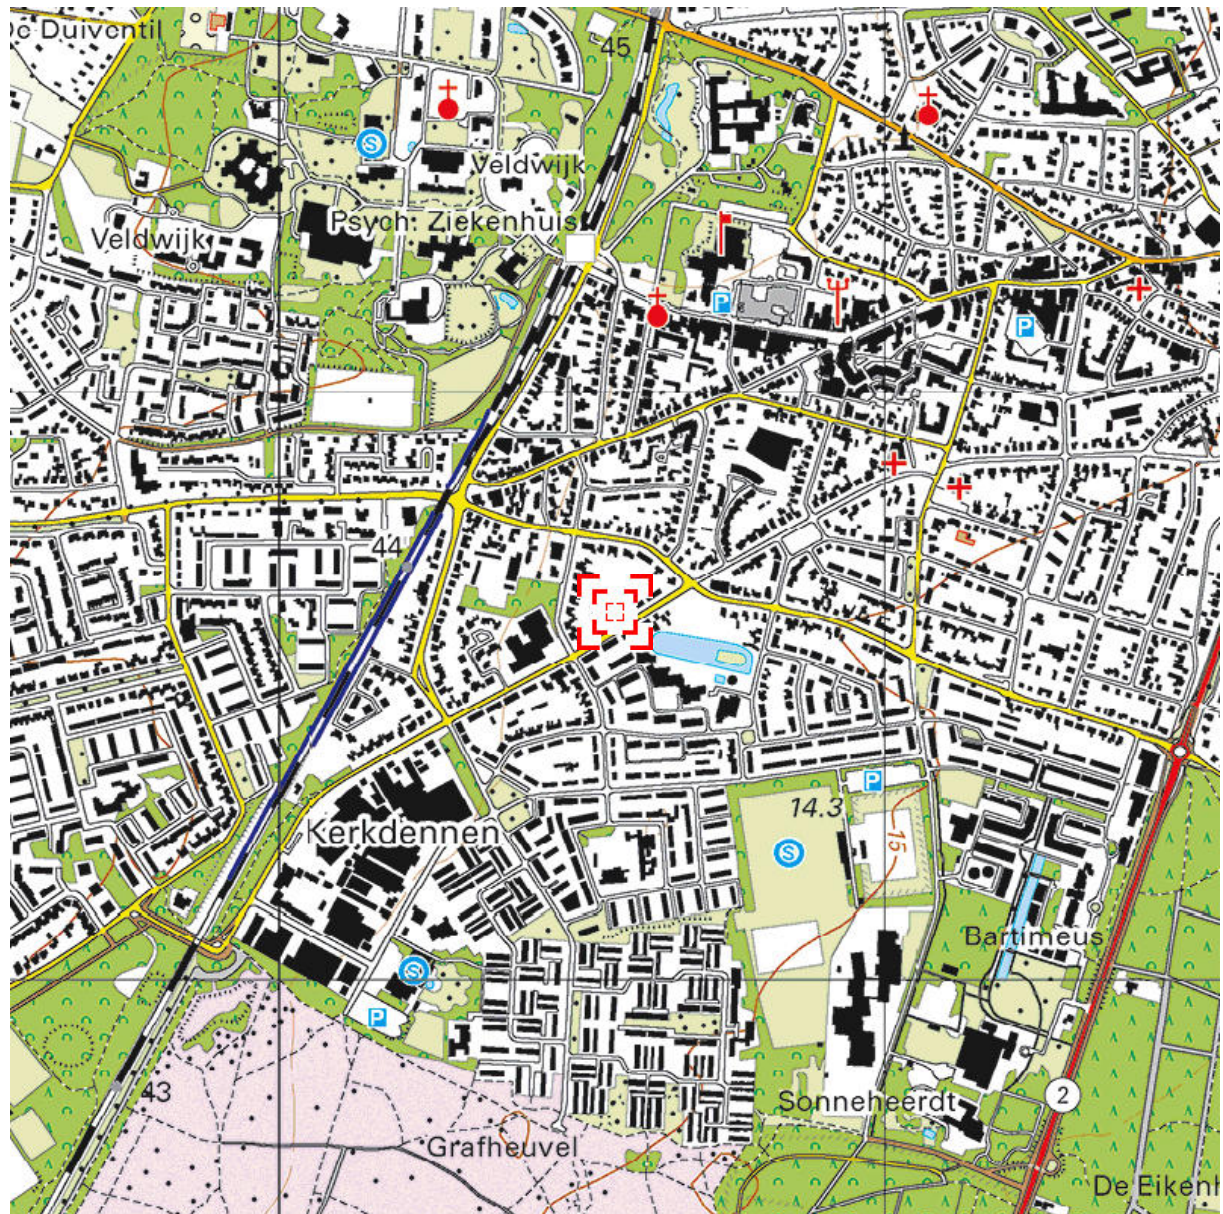 De Duiventil
45
1
Veldwijk
Psych. Ziekenhuis
Veldwijk
P
P
S
44
14.3
15
P
S
Kerkdennen
Bartimeus
S
P
43
Sonneheerdt
2
Grafheuvel
De Eikenh